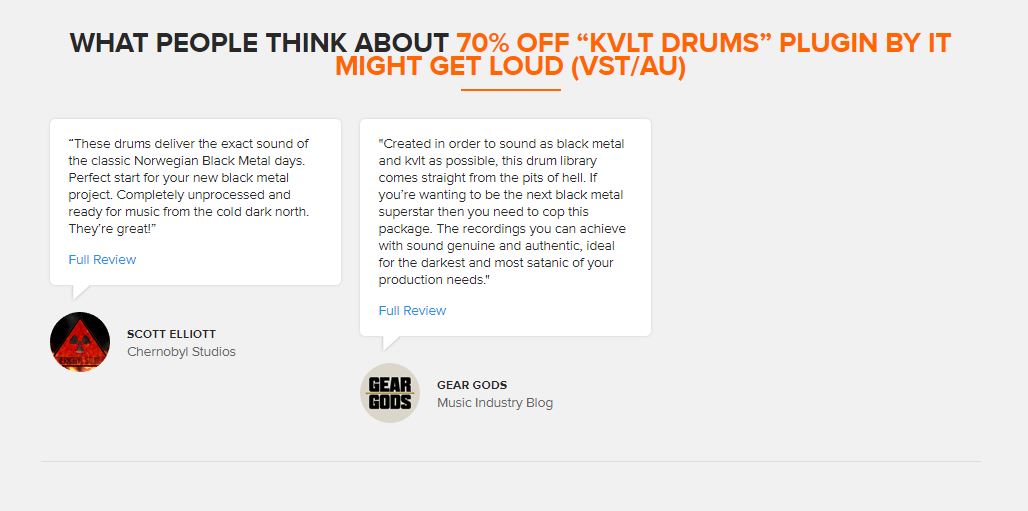 WHAT PEOPLE THINK ABOUT 70% OFF “KVLT DRUMS” PLUGIN BY IT
MIGHT GET LOUD (VST/AU)
“These drums deliver the exact sound of
the classic Norwegian Black Metal days.
Perfect start for your new black metal
project. Completely unprocessed and
ready for music from the cold dark north.
They’re great!”
Full Review
SCOTT ELLIOTT
Chernobyl Studios
"Created in order to sound as black metal
and kvlt as possible, this drum library
comes straight from the pits of hell. If
you’re wanting to be the next black metal
superstar then you need to cop this
package. The recordings you can achieve
with sound genuine and authentic, ideal
for the darkest and most satanic of your
production needs."
Full Review
GEAR
GODS
GEAR GODS
Music Industry Blog